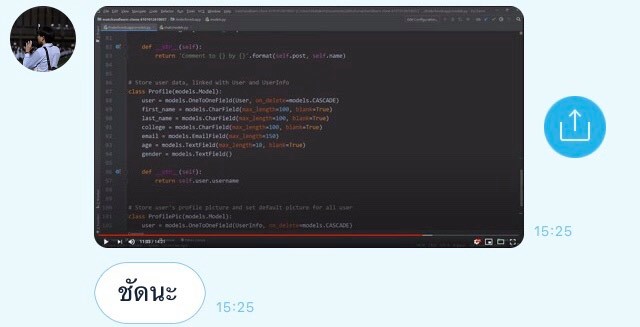 def __str__(self):
return 'Comment to {} by {}'.format(self.post, self.name)
# Store user data, linked with User and UserInfo
class Profile(models.Model):
user = models.OneToOneField(User, on_delete=models.CASCADE)
first_name = models.CharField(max_length=100, blank=True)
last_name = models.CharField(max_length=100, blank=True)
college = models.CharField(max_length=100, blank=True)
email = models.EmailField(max_length=150)
age = models.TextField(max_length=10, blank=True)
gender = models.TextField()
def __str__(self):
return self.user.username
# Store user's profile picture and set default picture for all user
class ProfilePic(models.Model):
user = models.OneToOneField(UserInfo, on_delete=models.CASCADE)
15:25
ชัดนะ
15:25